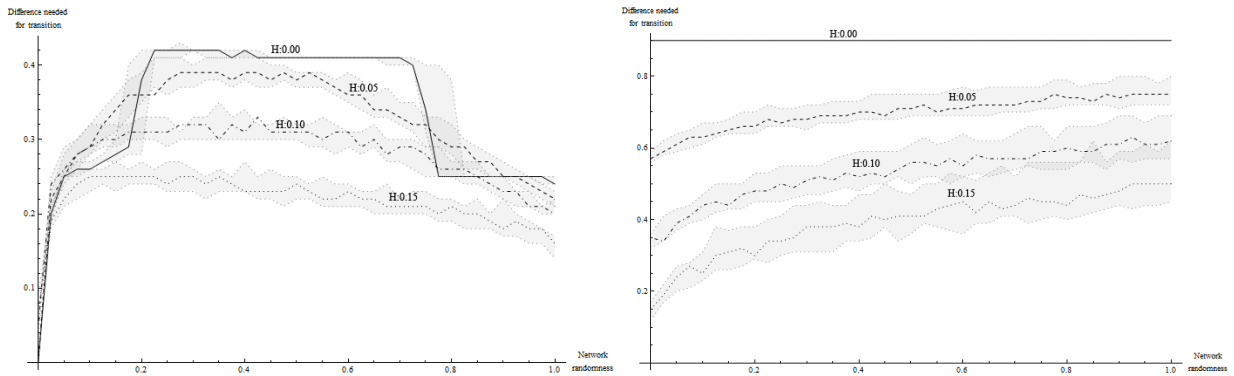 Difference needed
for transition
0.4
0.3
0.2
0.1
H:0.00
H:0.05
H:0.10
H:0.15
0.2
0.4
0.6
0.8
1.0
Network
randomness
Difference needed
for transition
0.8
0.6
0.4
0.2
0.0
H:0.00
H:0.05
H:0.10
H:0.15
0.2
0.4
0.6
0.8
1.0
Network
randomness